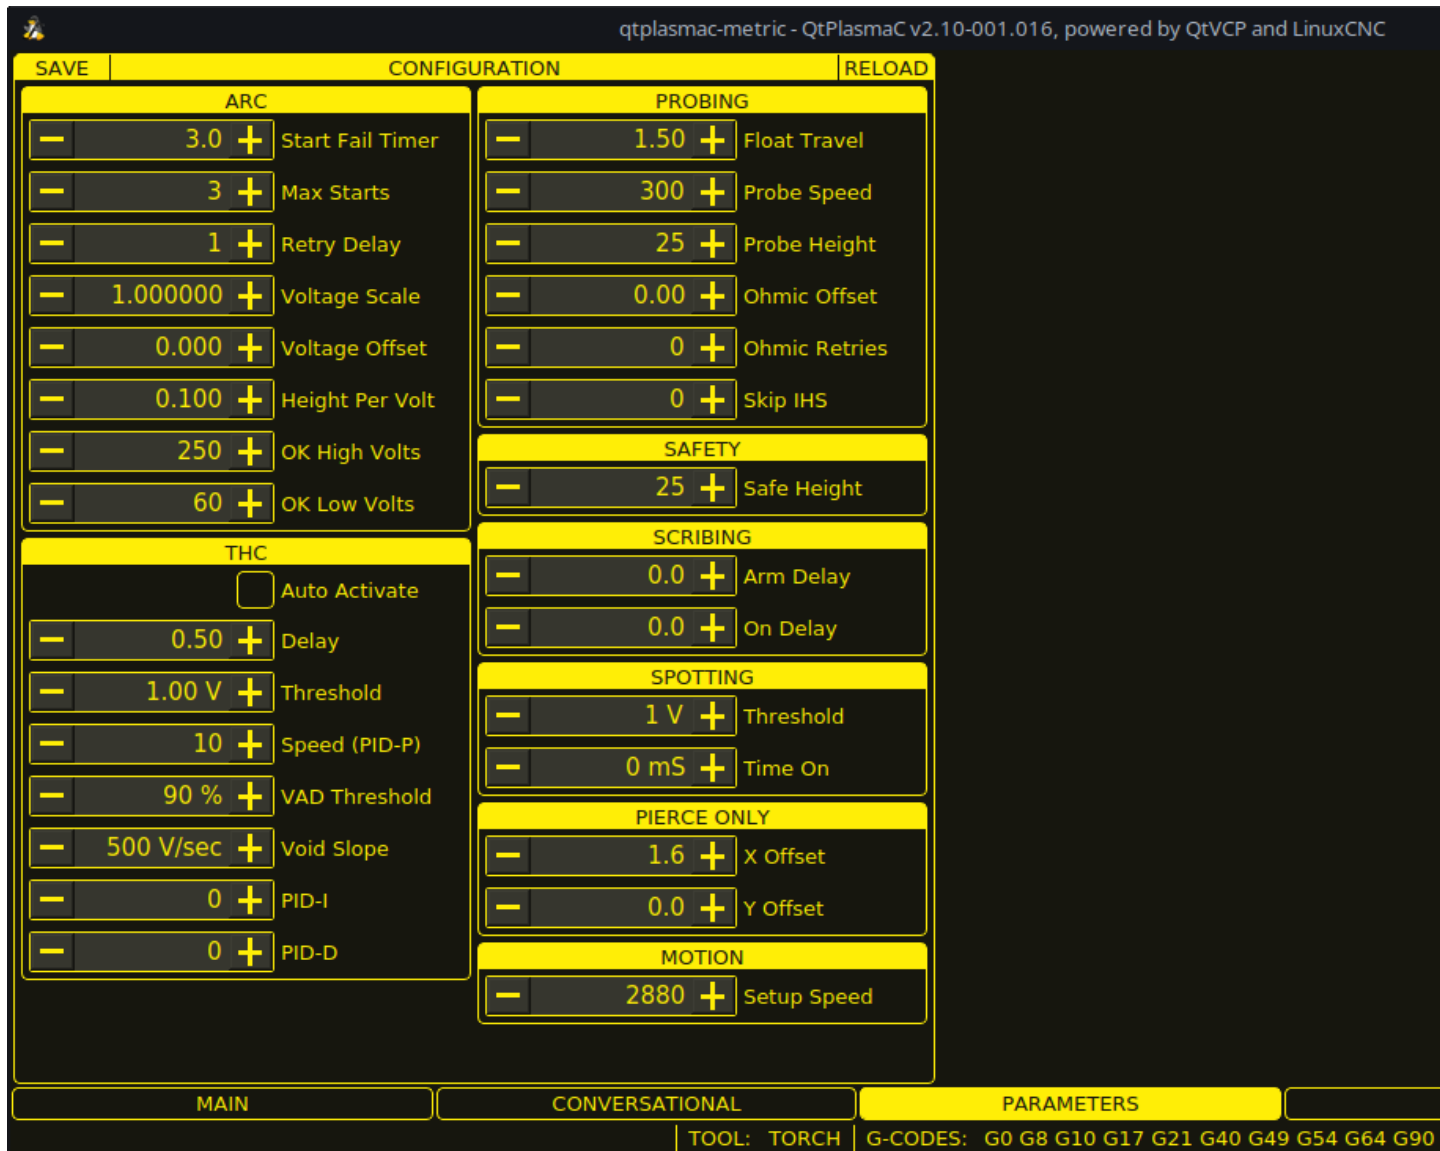 qtplasmac-metric - QtPlasmaC v2.10-001.016, powered by QtVCP and LinuxCNC
SAVE CONFIGURATION RELOAD
ARC
3.0 Start Fail Timer
3 Max Starts
1 Retry Delay
1.000000 Voltage Scale
0.000 Voltage Offset
0.100 Height Per Volt
250 OK High Volts
60 OK Low Volts
THC
Auto Activate
0.50 Delay
1.00 V Threshold
10 Speed (PID-P)
90 % VAD Threshold
500 V/sec Void Slope
0 PID-I
0 PID-D
PROBING
1.50 Float Travel
300 Probe Speed
25 Probe Height
0.00 Ohmic Offset
0 Ohmic Retries
0 Skip IHS
SAFETY
25 Safe Height
SCRIBING
0.0 Arm Delay
0.0 On Delay
SPOTTING
1 V Threshold
0 mS Time On
PIERCE ONLY
1.6 X Offset
0.0 Y Offset
MOTION
2880 Setup Speed
MAIN CONVERSATIONAL PARAMETERS
TOOL: TORCH G-CODES: G0 G8 G10 G17 G21 G40 G49 G54 G64 G90